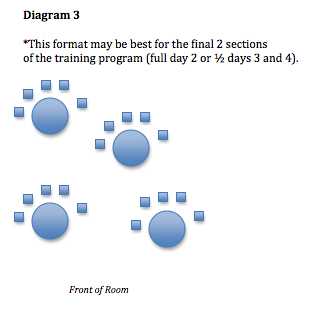 Diagram 3
*This format may be best for the final 2 sections
of the training program (full day 2 or ½ days 3 and 4).
Front of Room